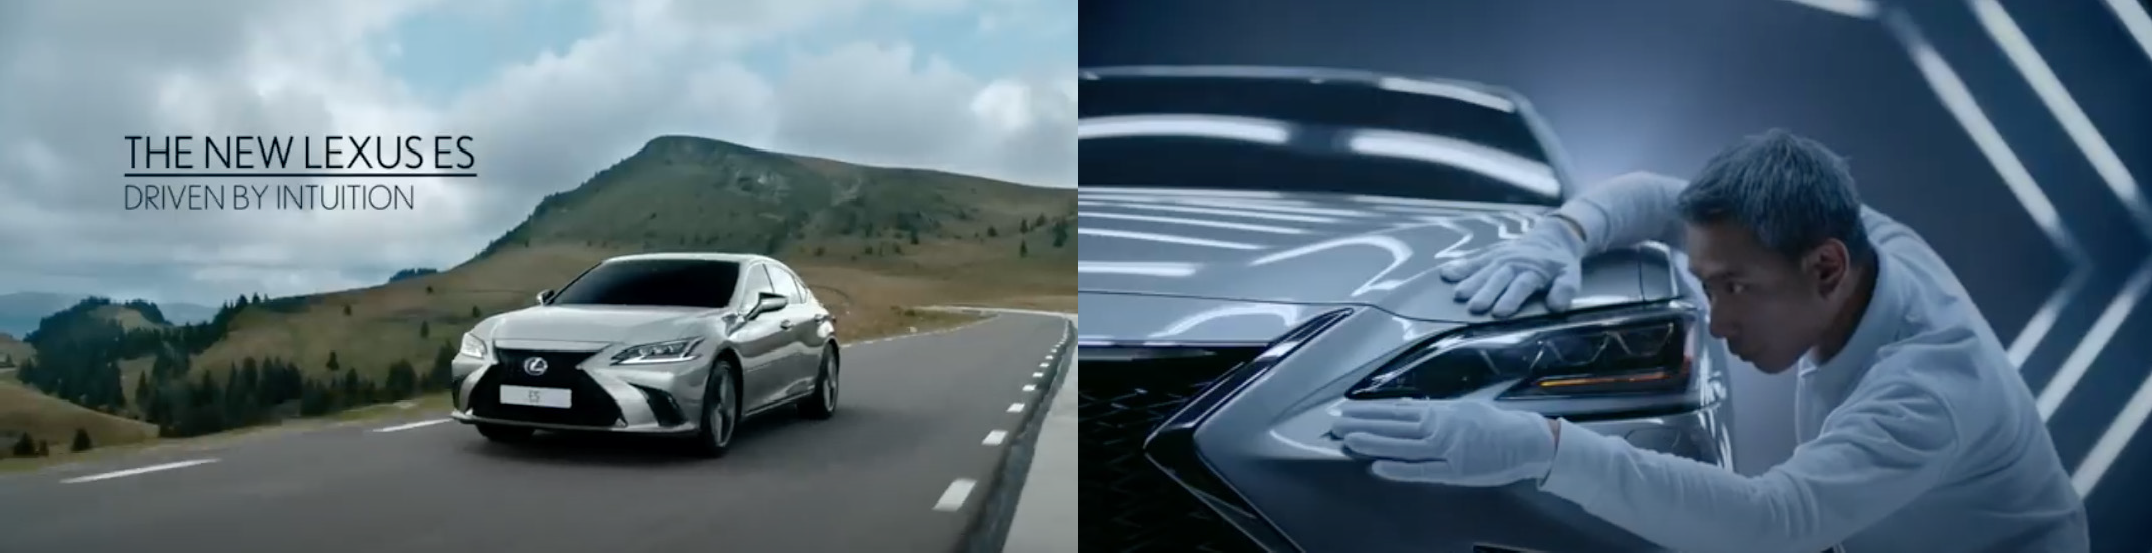 THE NEW LEXUS ES
DRIVEN BY INTUITION
ES